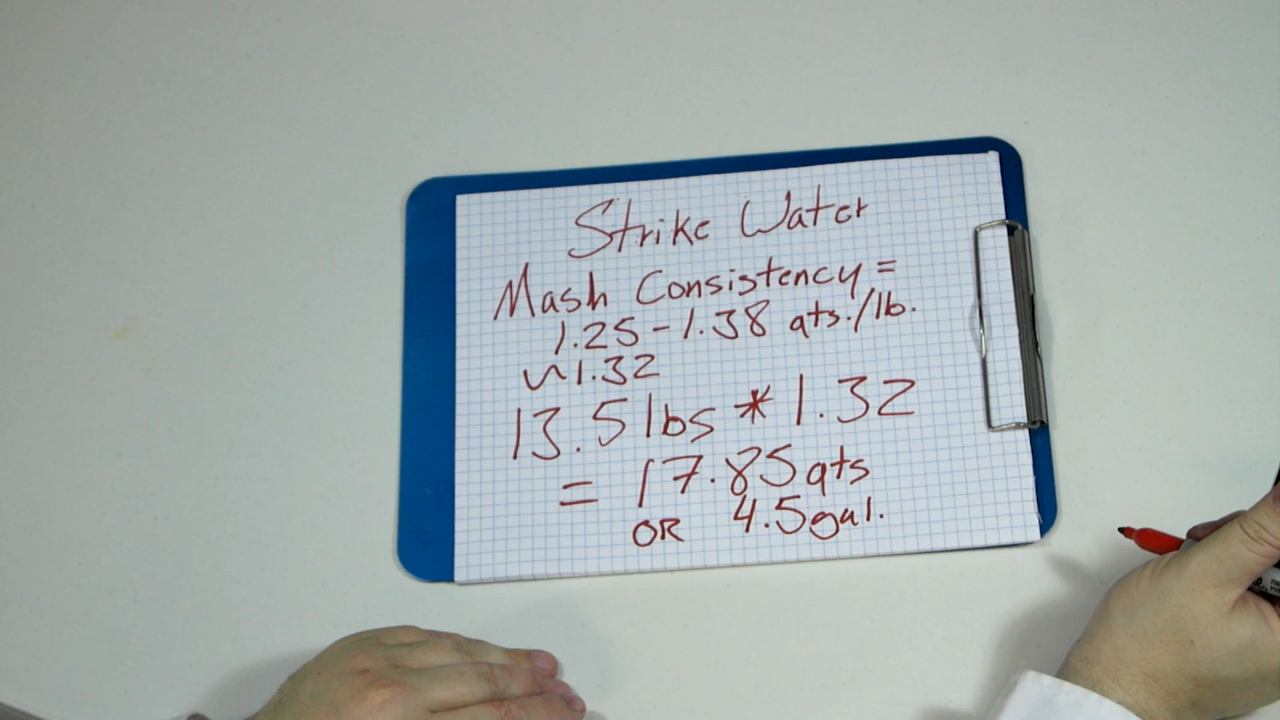 Strike Water
Mash Consistency =
1.25 - 1.38 qts./lb.
~1.32
13.5 lbs * 1.32
= 17.85 qts
OR 4.5 gal.